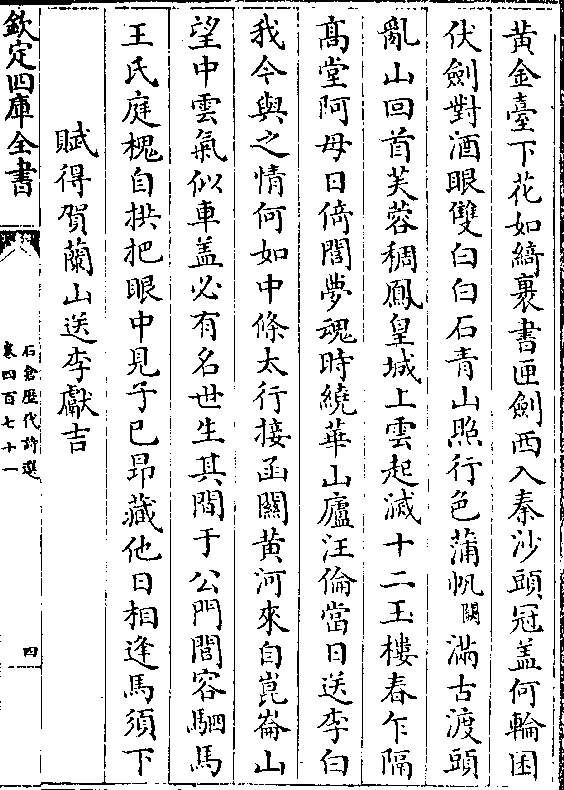 黃金臺下花如綺裹書匣劍西入秦沙頭冠盖何輪囷
伏劍對酒眼雙白白石青山照行色蒲帆闕滿古渡頭
亂山回首芙蓉稠鳳皇城上雲起滅十二玉樓春乍隔
髙堂阿母日倚閭夢魂時繞華山廬汪倫當日送李白
我今與之情何如中條太行接函關黄河來自崑崙山
望中雲氣似車盖必有名世生其間于公門閭容駟馬
王氏庭槐自拱把眼中見子已昂藏他日相逢馬須下
賦得賀蘭山送李獻吉
欽定四庫全書
石倉歴代詩選
卷四百七十一
四